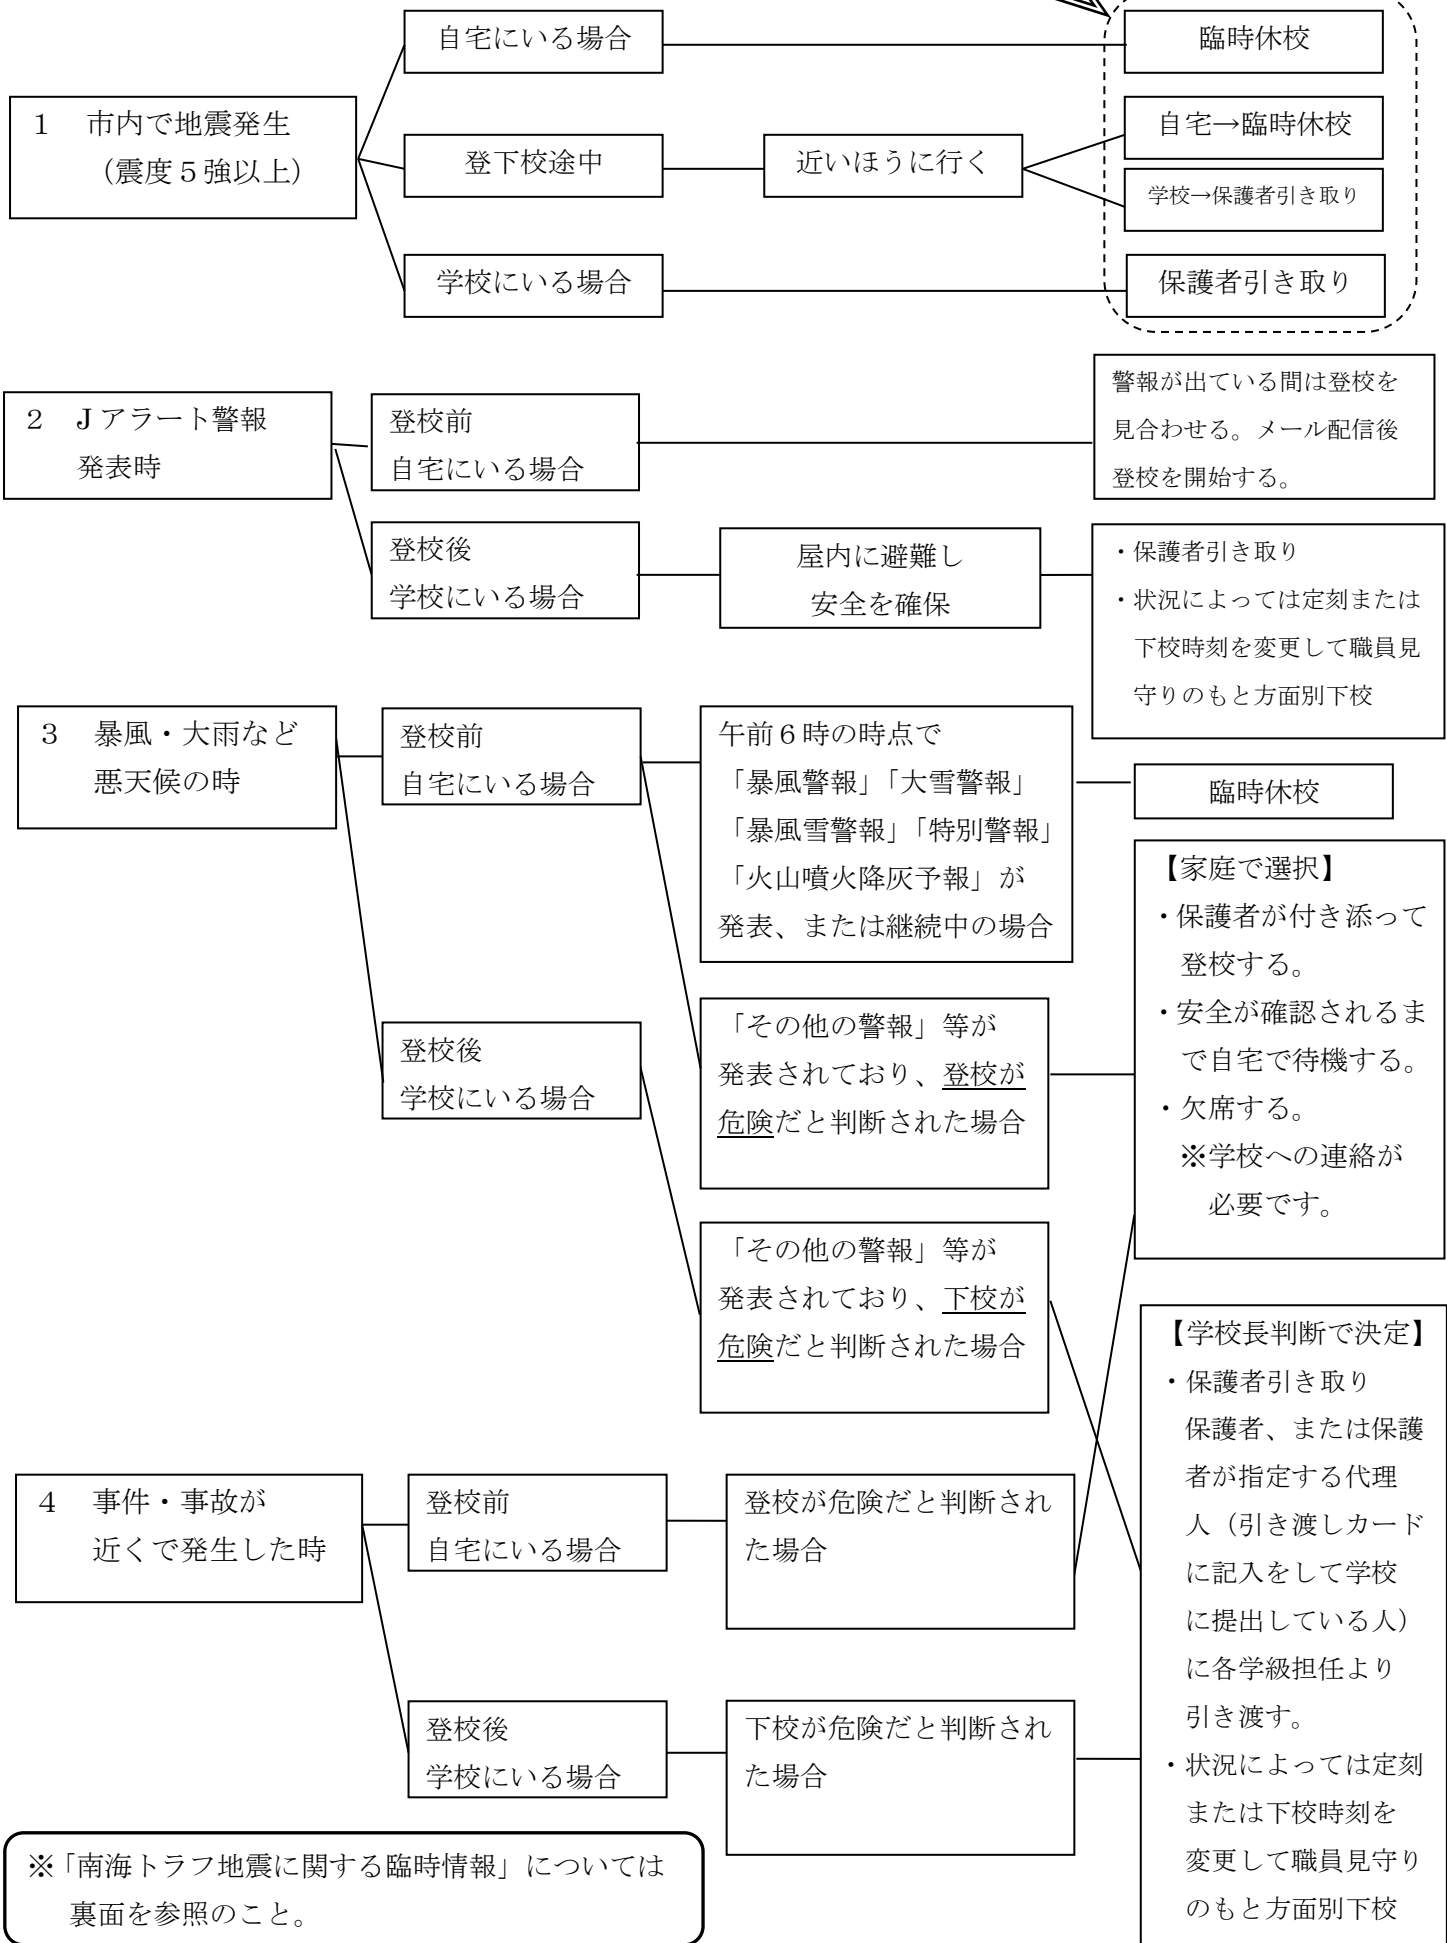 自宅にいる場合
臨時休校
1 市内で地震発生
（震度５強以上）
登下校途中
近いほうに行く
自宅→臨時休校
学校→保護者引き取り
学校にいる場合
保護者引き取り
2 Jアラート警報
発表時
登校前
自宅にいる場合
警報が出ている間は登校を
見合わせる。メール配信後
登校を開始する。
登校後
学校にいる場合
屋内に避難し
安全を確保
・保護者引き取り
・状況によっては定刻または
下校時刻を変更して職員見
守りのもと方面別下校
3 暴風・大雨など
悪天候の時
登校前
自宅にいる場合
午前６時の時点で
「暴風警報」「大雪警報」
「暴風雪警報」「特別警報」
「火山噴火降灰予報」が
発表、または継続中の場合
臨時休校
登校後
学校にいる場合
「その他の警報」等が
発表されており、登校が
危険だと判断された場合
【家庭で選択】
・保護者が付き添って
登校する。
・安全が確認されるま
で自宅で待機する。
・欠席する。
※学校への連絡が
必要です。
「その他の警報」等が
発表されており、下校が
危険だと判断された場合
【学校長判断で決定】
・保護者引き取り
保護者、または保護
者が指定する代理
人（引き渡しカード
に記入をして学校
に提出している人）
に各学級担任より
引き渡す。
・状況によっては定刻
または下校時刻を
変更して職員見守り
のもと方面別下校
4 事件・事故が
近くで発生した時
登校前
自宅にいる場合
登校が危険だと判断され
た場合
登校後
学校にいる場合
下校が危険だと判断され
た場合
※「南海トラフ地震に関する臨時情報」については
裏面を参照のこと。